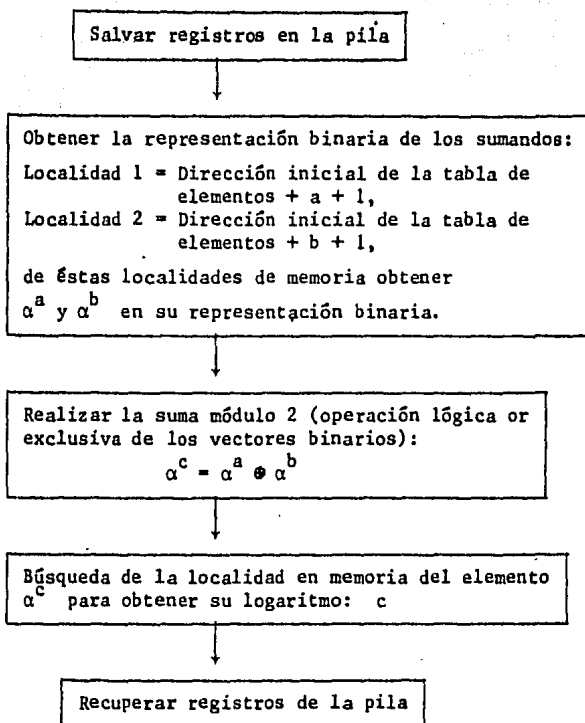 Salvar registros en la pila
Obtener la representación binaria de los sumandos:
Localidad 1 = Dirección inicial de la tabla de
elementos + a + 1,
Localidad 2 = Dirección inicial de la tabla de
elementos + b + 1,
de éstas localidades de memoria obtener
α^a y α^b en su representación binaria.
Realizar la suma módulo 2 (operación lógica or
exclusiva de los vectores binarios):
α^c = α^a ⊕ α^b
Búsqueda de la localidad en memoria del elemento
α^c para obtener su logaritmo: c
Recuperar registros de la pila